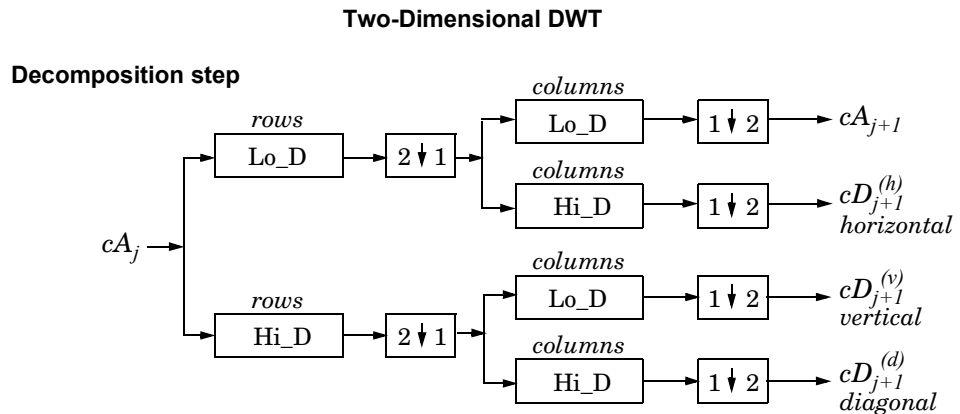 Two-Dimensional DWT
Decomposition step
columns
rows
Lo_D
1 ↓ 2
cA_{j+1}
Lo_D
2 ↓ 1
columns
Hi_D
1 ↓ 2
cD_{j+1}^{(h)}
horizontal
cA_j
columns
rows
Lo_D
1 ↓ 2
cD_{j+1}^{(v)}
vertical
Hi_D
2 ↓ 1
columns
Hi_D
1 ↓ 2
cD_{j+1}^{(d)}
diagonal